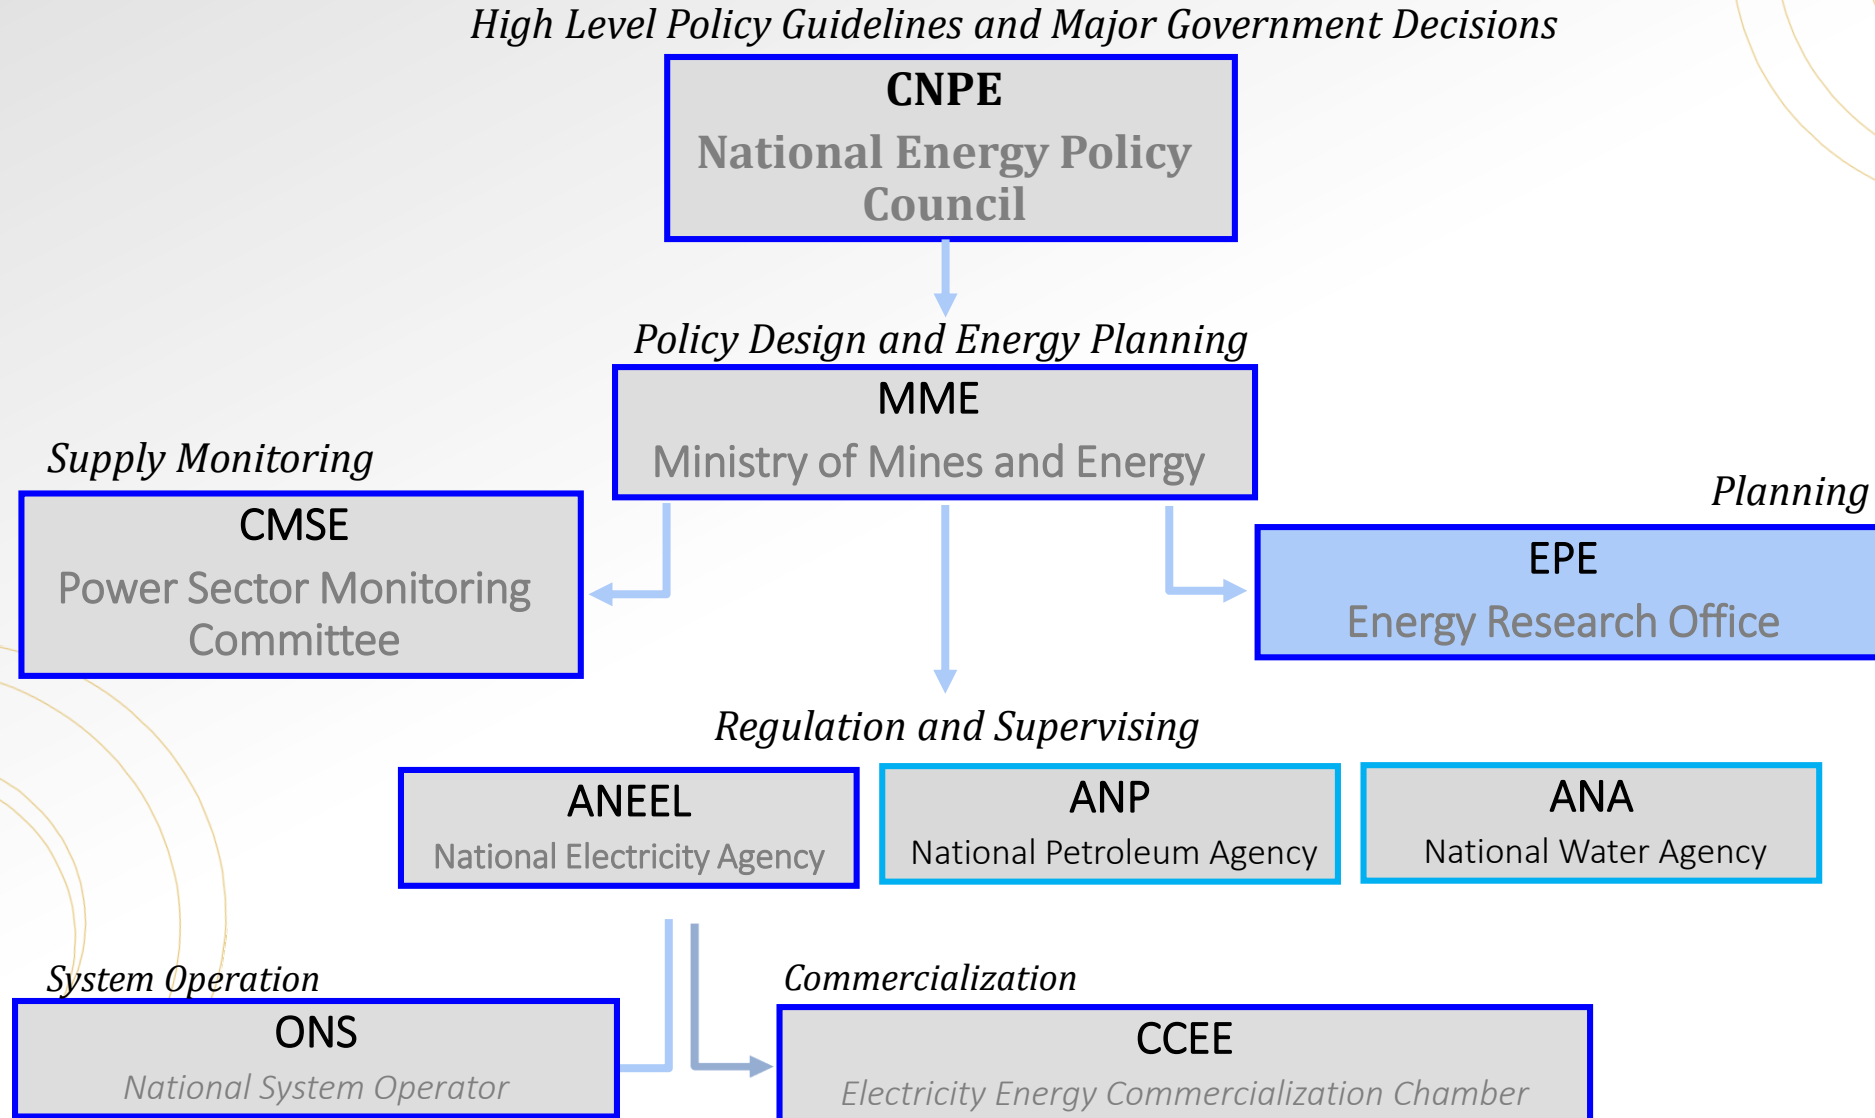 High Level Policy Guidelines and Major Government Decisions
CNPE
National Energy Policy
Council
Policy Design and Energy Planning
MME
Ministry of Mines and Energy
Supply Monitoring
CMSE
Power Sector Monitoring
Committee
Planning
EPE
Energy Research Office
Regulation and Supervising
ANEEL
National Electricity Agency
ANP
National Petroleum Agency
ANA
National Water Agency
System Operation
ONS
National System Operator
Commercialization
CCEE
Electricity Energy Commercialization Chamber